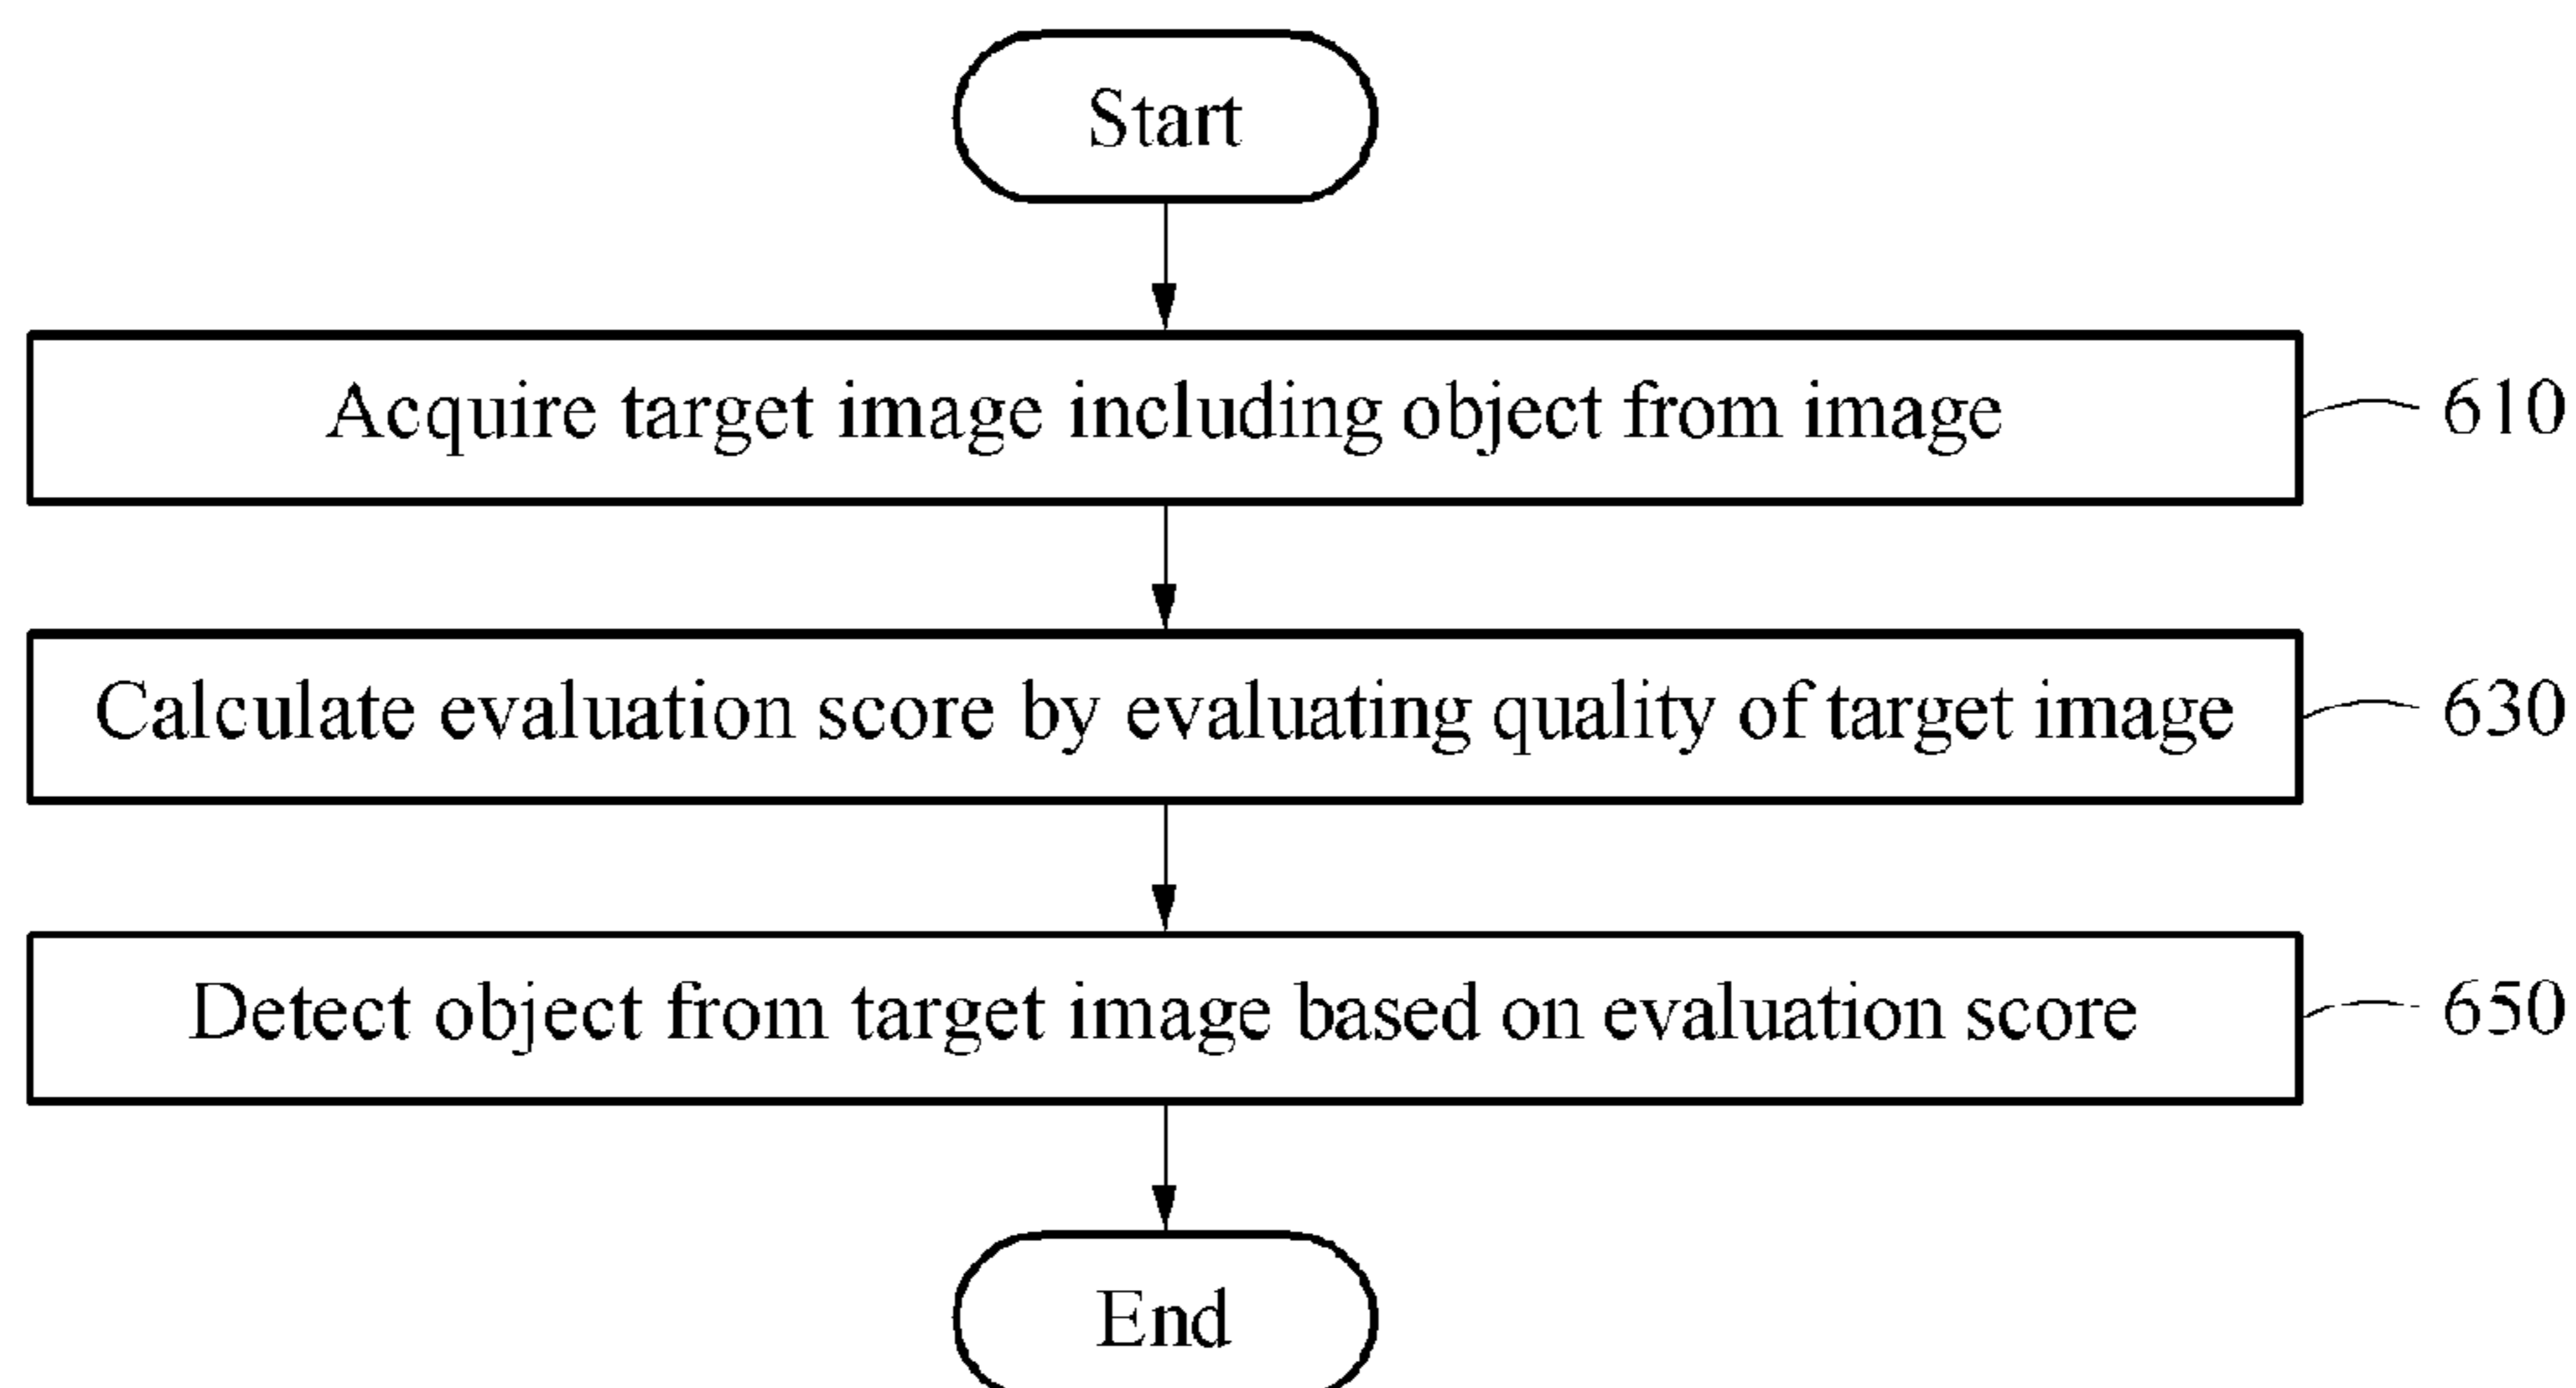 Start
Acquire target image including object from image
610
Calculate evaluation score by evaluating quality of target image
630
Detect object from target image based on evaluation score
650
End